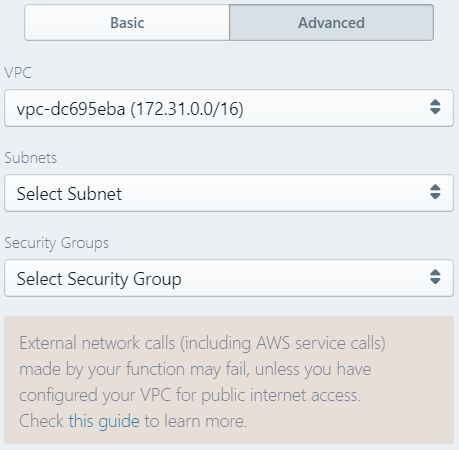 Basic Advanced
VPC
vpc-dc695eba (172.31.0.0/16)
Subnets
Select Subnet
Security Groups
Select Security Group
External network calls (including AWS service calls)
made by your function may fail, unless you have
configured your VPC for public internet access.
Check this guide to learn more.